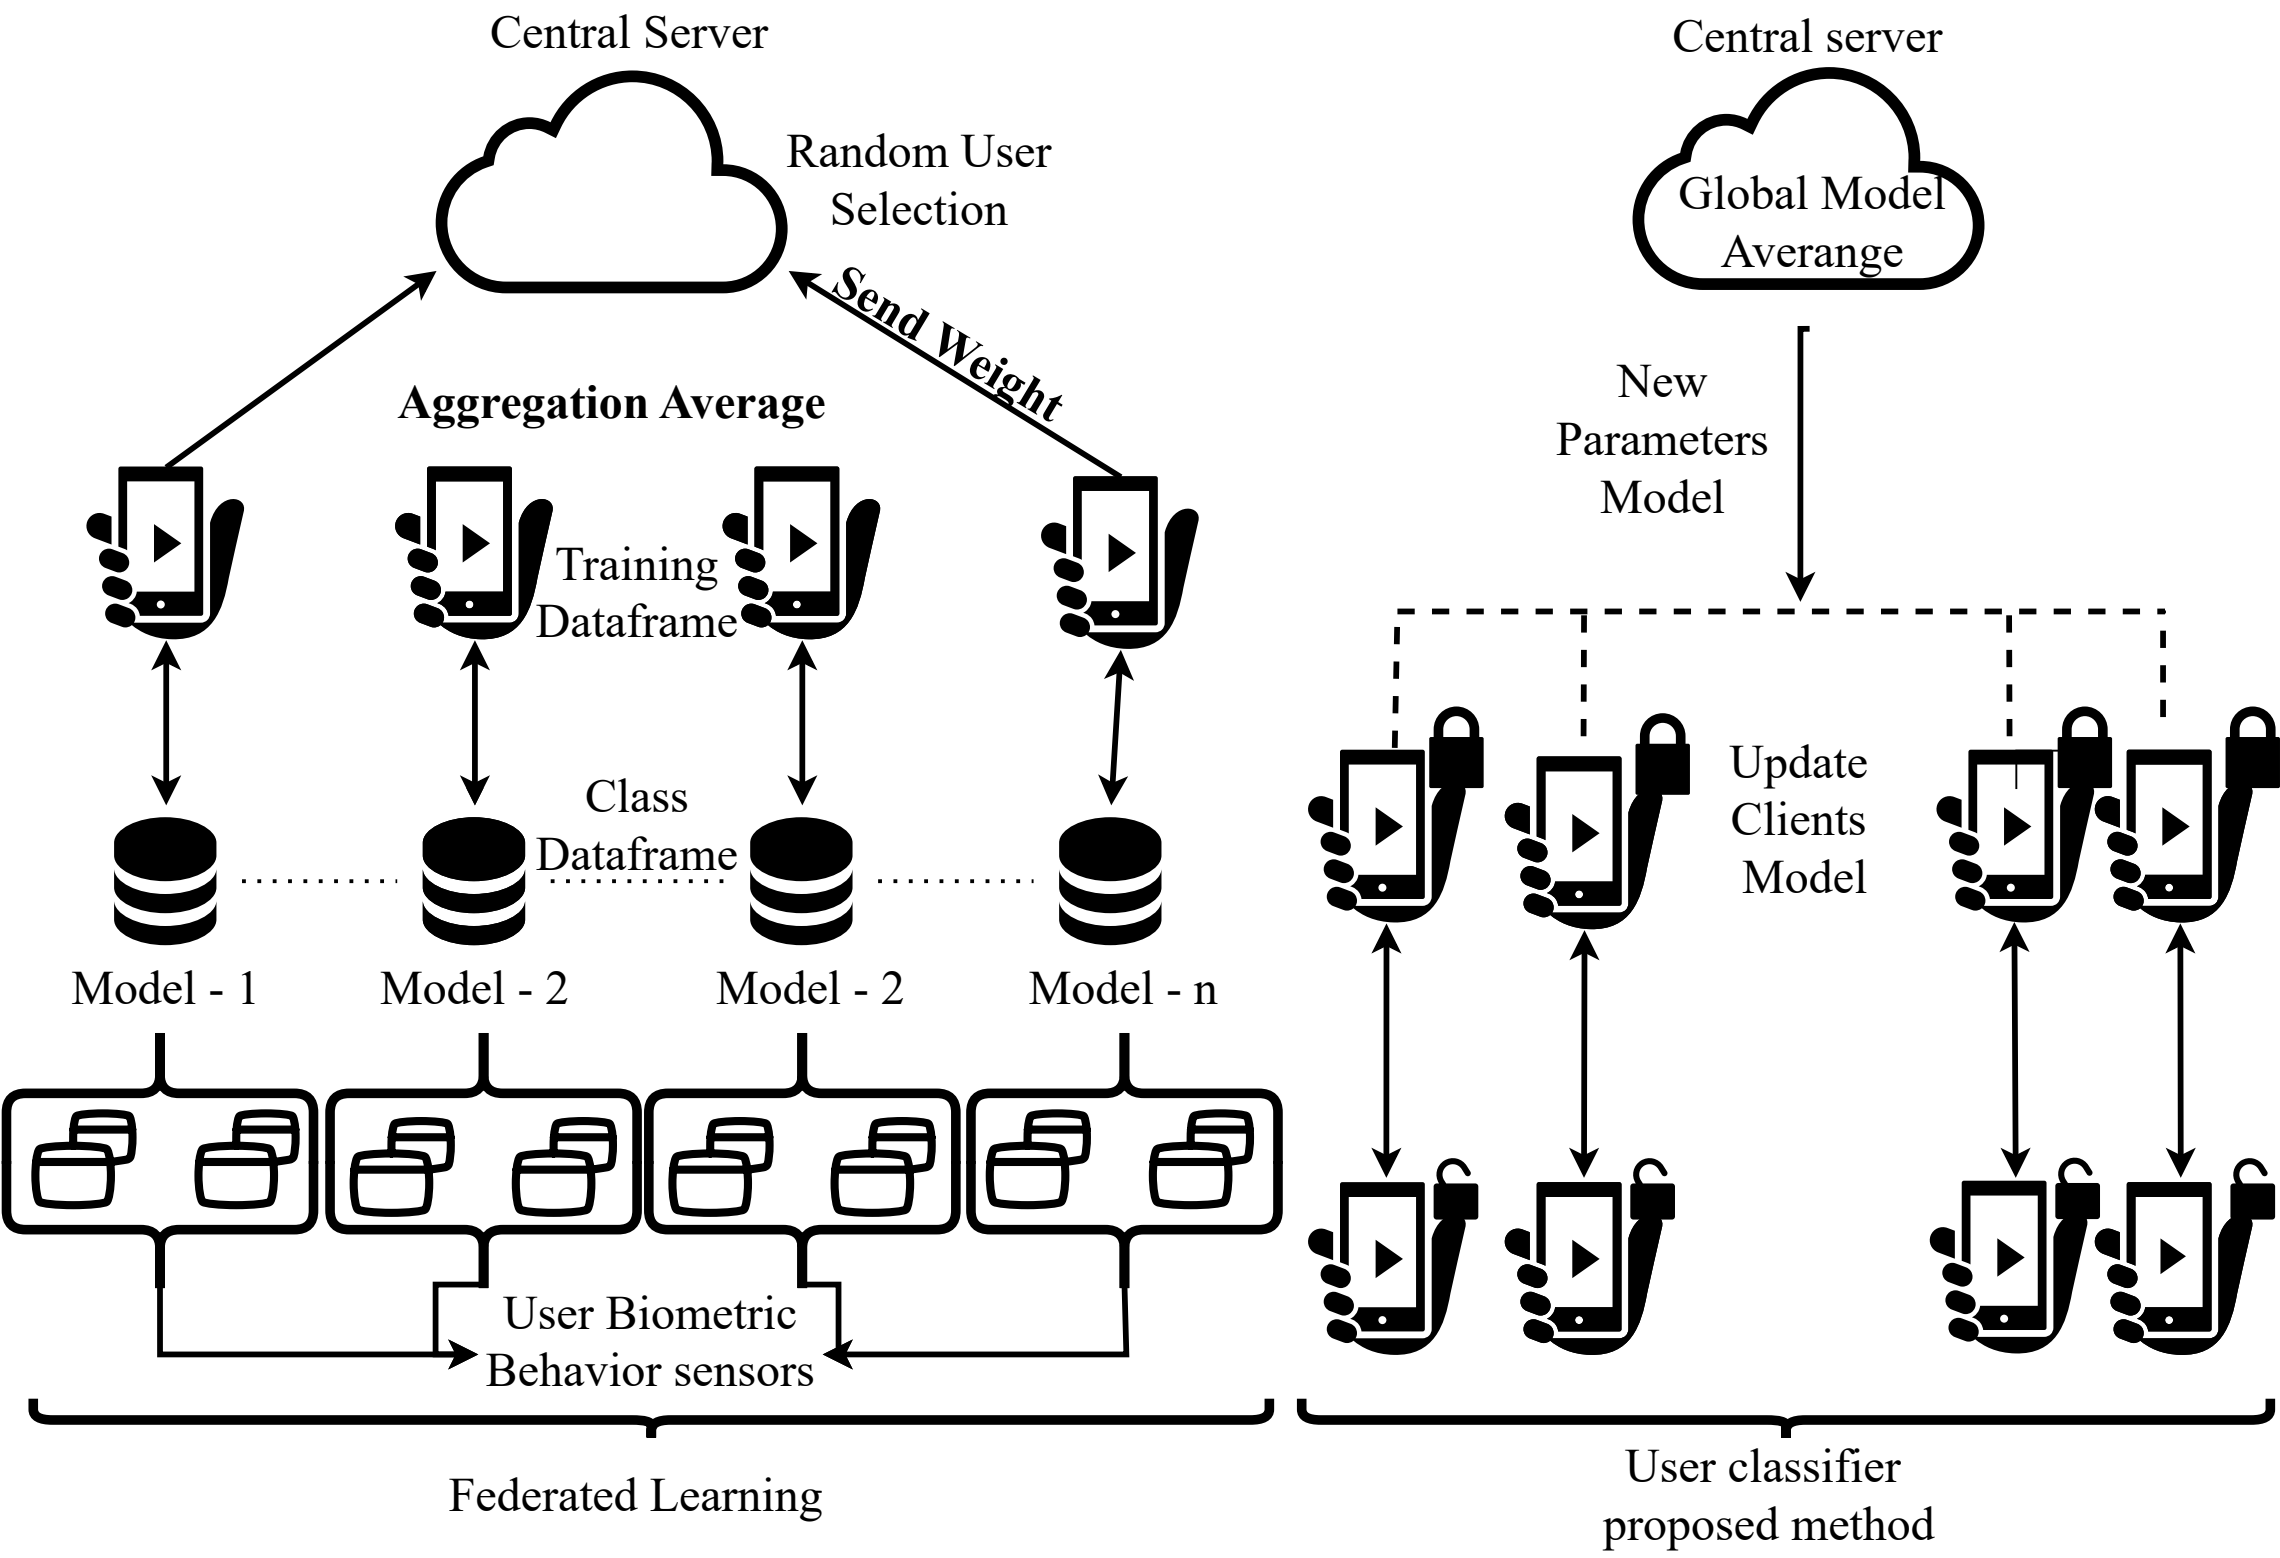 Central Server
Random User
Selection
Send Weight
Aggregation Average
Training
Dataframe
Class
Dataframe
Model - 1
Model - 2
Model - 2
Model - n
User Biometric
Behavior sensors
Federated Learning
Central server
Global Model
Averange
New
Parameters
Model
Update
Clients
Model
User classifier
proposed method